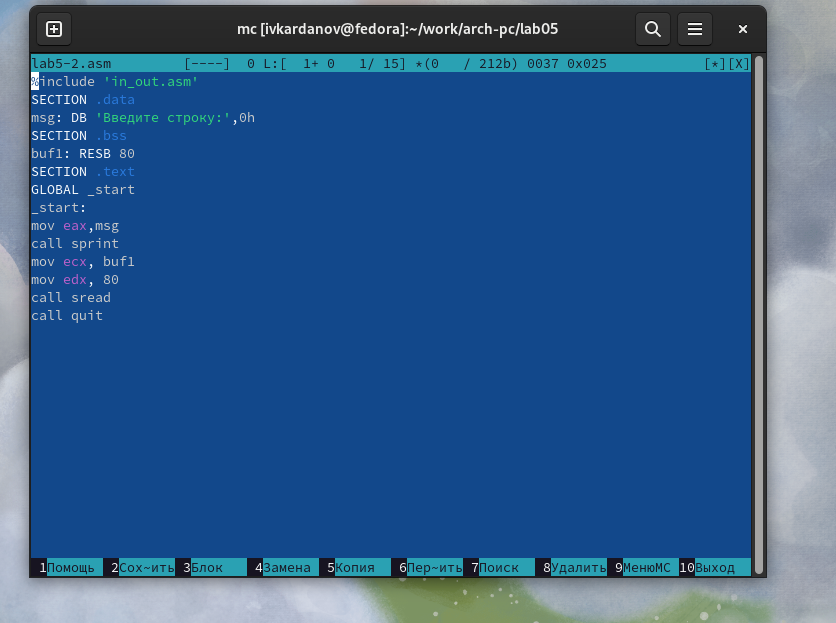 mc [ivkardanov@fedora]:~/work/arch-pc/lab05
lab5-2.asm [----] 0 L:[ 1+ 0 1/ 15] *(0 / 212b) 0037 0x025 [*][X]
%include 'in_out.asm'
SECTION .data
msg: DB 'Введите строку:',0h
SECTION .bss
buf1: RESB 80
SECTION .text
GLOBAL _start
_start:
mov eax,msg
call sprint
mov ecx, buf1
mov edx, 80
call sread
call quit
1Помощь 2Сох~ить 3Блок 4Замена 5Копия 6Пер~ить 7Поиск 8Удалить 9МенюMC 10Выход